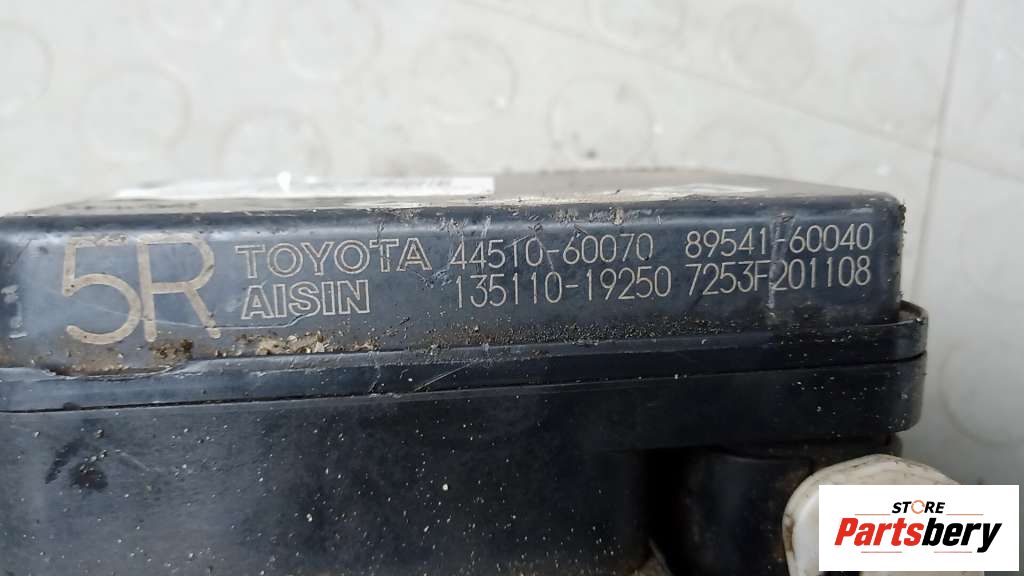 5R TOYOTA 44510-60070 89541-60040
AISIN 135110-19250 7253F201108
STORE
Partsbery